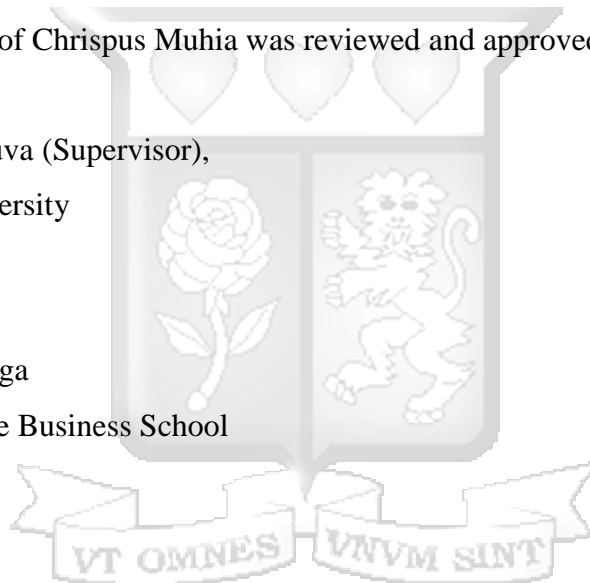 of Chrispus Muhia was reviewed and approved
uva (Supervisor),
ersity
ga
e Business School
VT OMNES VNVM SINT